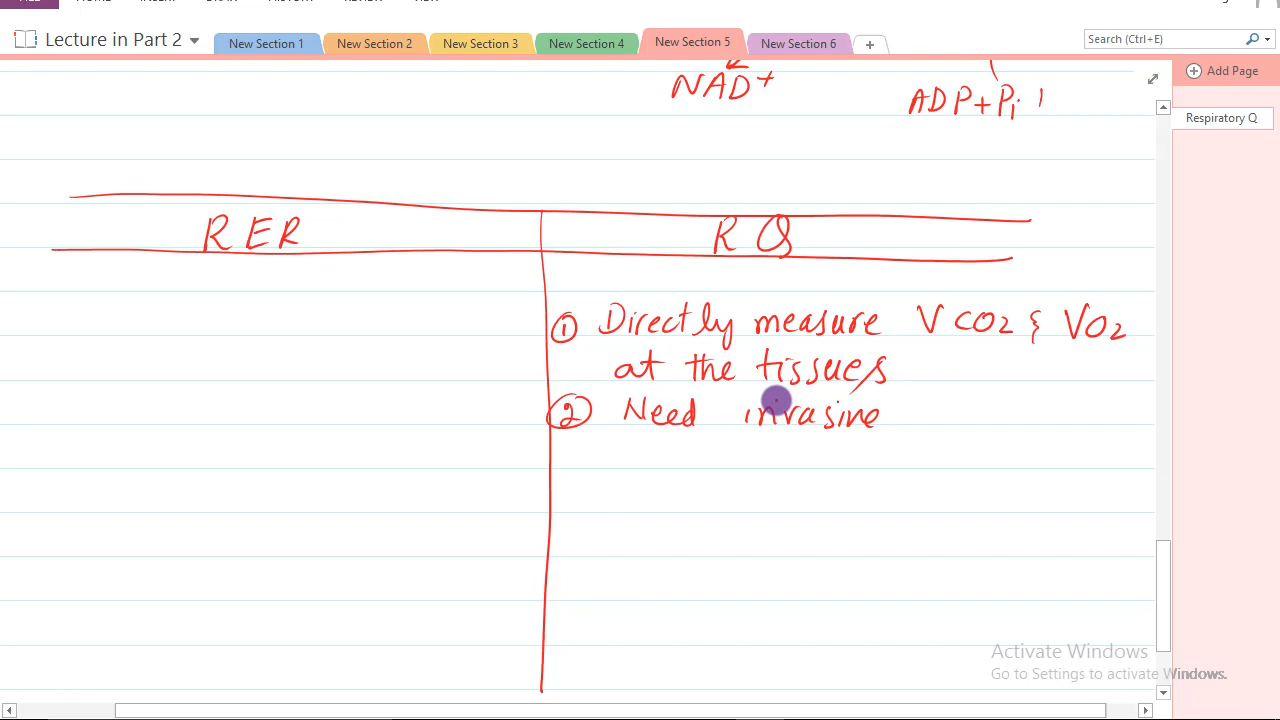 Lecture in Part 2
New Section 1
New Section 2
New Section 3
New Section 4
New Section 5
New Section 6
Search (Ctrl+E)
Add Page
Respiratory Q
NAD+
ADP+Pi
RER
RQ
① Directly measure VCO2 & VO2
at the tissues
② Need invasive
Activate Windows
Go to Settings to activate Windows.